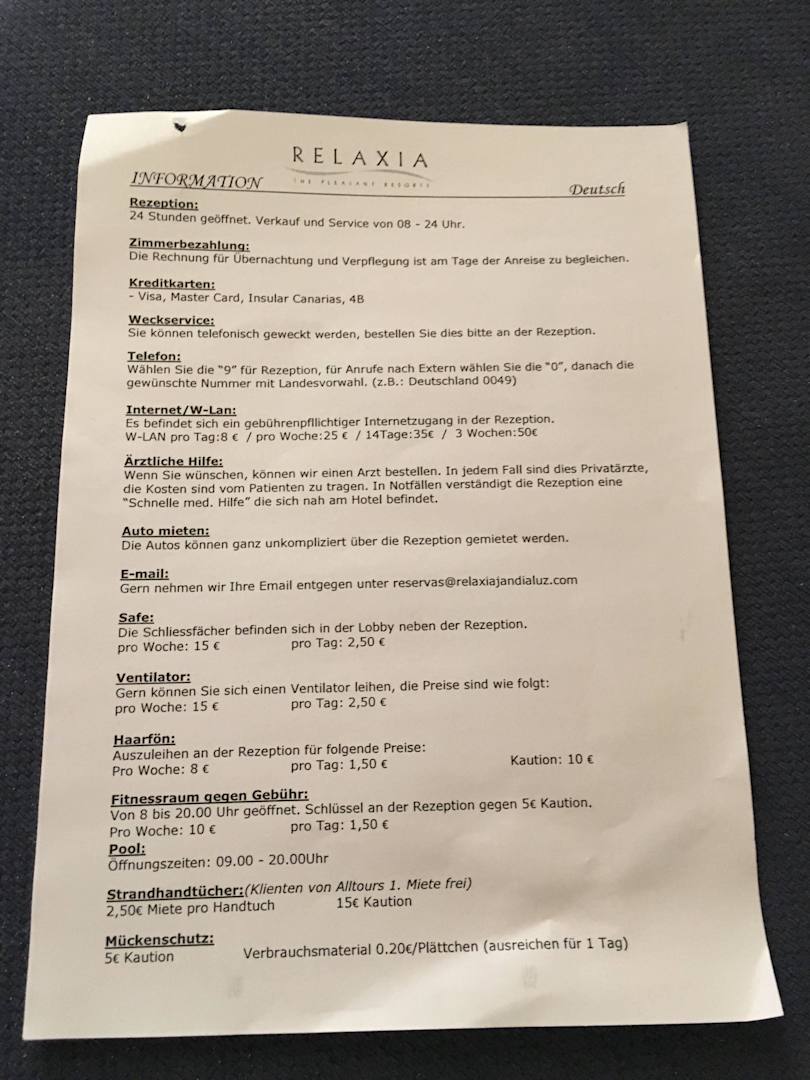 RELAXIA
THE PLEASANT RESORTS
INFORMATION
Deutsch
Rezeption:
24 Stunden geöffnet. Verkauf und Service von 08 - 24 Uhr.
Zimmerbezahlung:
Die Rechnung für Übernachtung und Verpflegung ist am Tage der Anreise zu begleichen.
Kreditkarten:
- Visa, Master Card, Insular Canarias, 4B
Weckservice:
Sie können telefonisch geweckt werden, bestellen Sie dies bitte an der Rezeption.
Telefon:
Wählen Sie die "9" für Rezeption, für Anrufe nach Extern wählen Sie die "0", danach die
gewünschte Nummer mit Landesvorwahl. (z.B.: Deutschland 0049)
Internet/W-Lan:
Es befindet sich ein gebührenpfllichtiger Internetzugang in der Rezeption.
W-LAN pro Tag:8 € / pro Woche:25 € / 14Tage:35€ / 3 Wochen:50€
Ärztliche Hilfe:
Wenn Sie wünschen, können wir einen Arzt bestellen. In jedem Fall sind dies Privatärzte,
die Kosten sind vom Patienten zu tragen. In Notfällen verständigt die Rezeption eine
"Schnelle med. Hilfe" die sich nah am Hotel befindet.
Auto mieten:
Die Autos können ganz unkompliziert über die Rezeption gemietet werden.
E-mail:
Gern nehmen wir Ihre Email entgegen unter reservas@relaxiajandialuz.com
Safe:
Die Schliessfächer befinden sich in der Lobby neben der Rezeption.
pro Woche: 15 € pro Tag: 2,50 €
Ventilator:
Gern können Sie sich einen Ventilator leihen, die Preise sind wie folgt:
pro Woche: 15 € pro Tag: 2,50 €
Haarfön:
Auszuleihen an der Rezeption für folgende Preise:
Pro Woche: 8 € pro Tag: 1,50 € Kaution: 10 €
Fitnessraum gegen Gebühr:
Von 8 bis 20.00 Uhr geöffnet. Schlüssel an der Rezeption gegen 5€ Kaution.
Pro Woche: 10 € pro Tag: 1,50 €
Pool:
Öffnungszeiten: 09.00 - 20.00Uhr
Strandhandtücher:(Klienten von Alltours 1. Miete frei)
2,50€ Miete pro Handtuch 15€ Kaution
Mückenschutz:
5€ Kaution Verbrauchsmaterial 0.20€/Plättchen (ausreichen für 1 Tag)